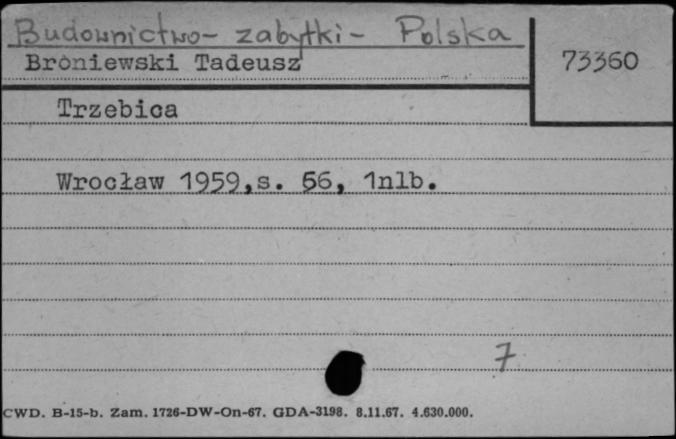 Budownictwo - zabytki - Polska
Broniewski Tadeusz
73360
Trzebica
Wrocław 1959,s. 56, 1nlb.
7
CWD. B-15-b. Zam. 1726-DW-On-67. GDA-3198. 8.11.67. 4.630.000.